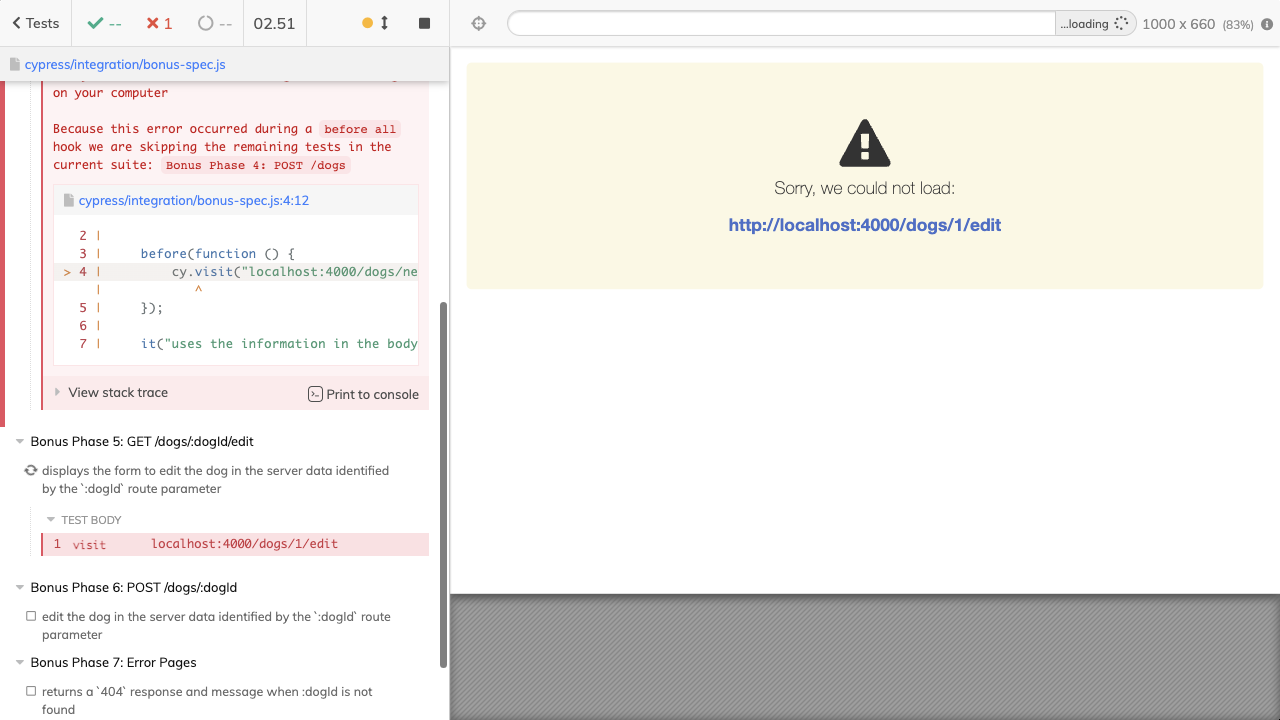 Tests
--
1
--
02.51
...loading
1000 x 660 (83%)
cypress/integration/bonus-spec.js
on your computer
Because this error occurred during a before all
hook we are skipping the remaining tests in the
current suite: Bonus Phase 4: POST /dogs
cypress/integration/bonus-spec.js:4:12
2 |
3 | before(function () {
> 4 | cy.visit("localhost:4000/dogs/ne
| ^
5 | });
6 |
7 | it("uses the information in the body
View stack trace
Print to console
Bonus Phase 5: GET /dogs/:dogId/edit
displays the form to edit the dog in the server data identified
by the `:dogId` route parameter
TEST BODY
1 visit localhost:4000/dogs/1/edit
Bonus Phase 6: POST /dogs/:dogId
edit the dog in the server data identified by the `:dogId` route
parameter
Bonus Phase 7: Error Pages
returns a `404` response and message when :dogId is not
found
Sorry, we could not load:
http://localhost:4000/dogs/1/edit